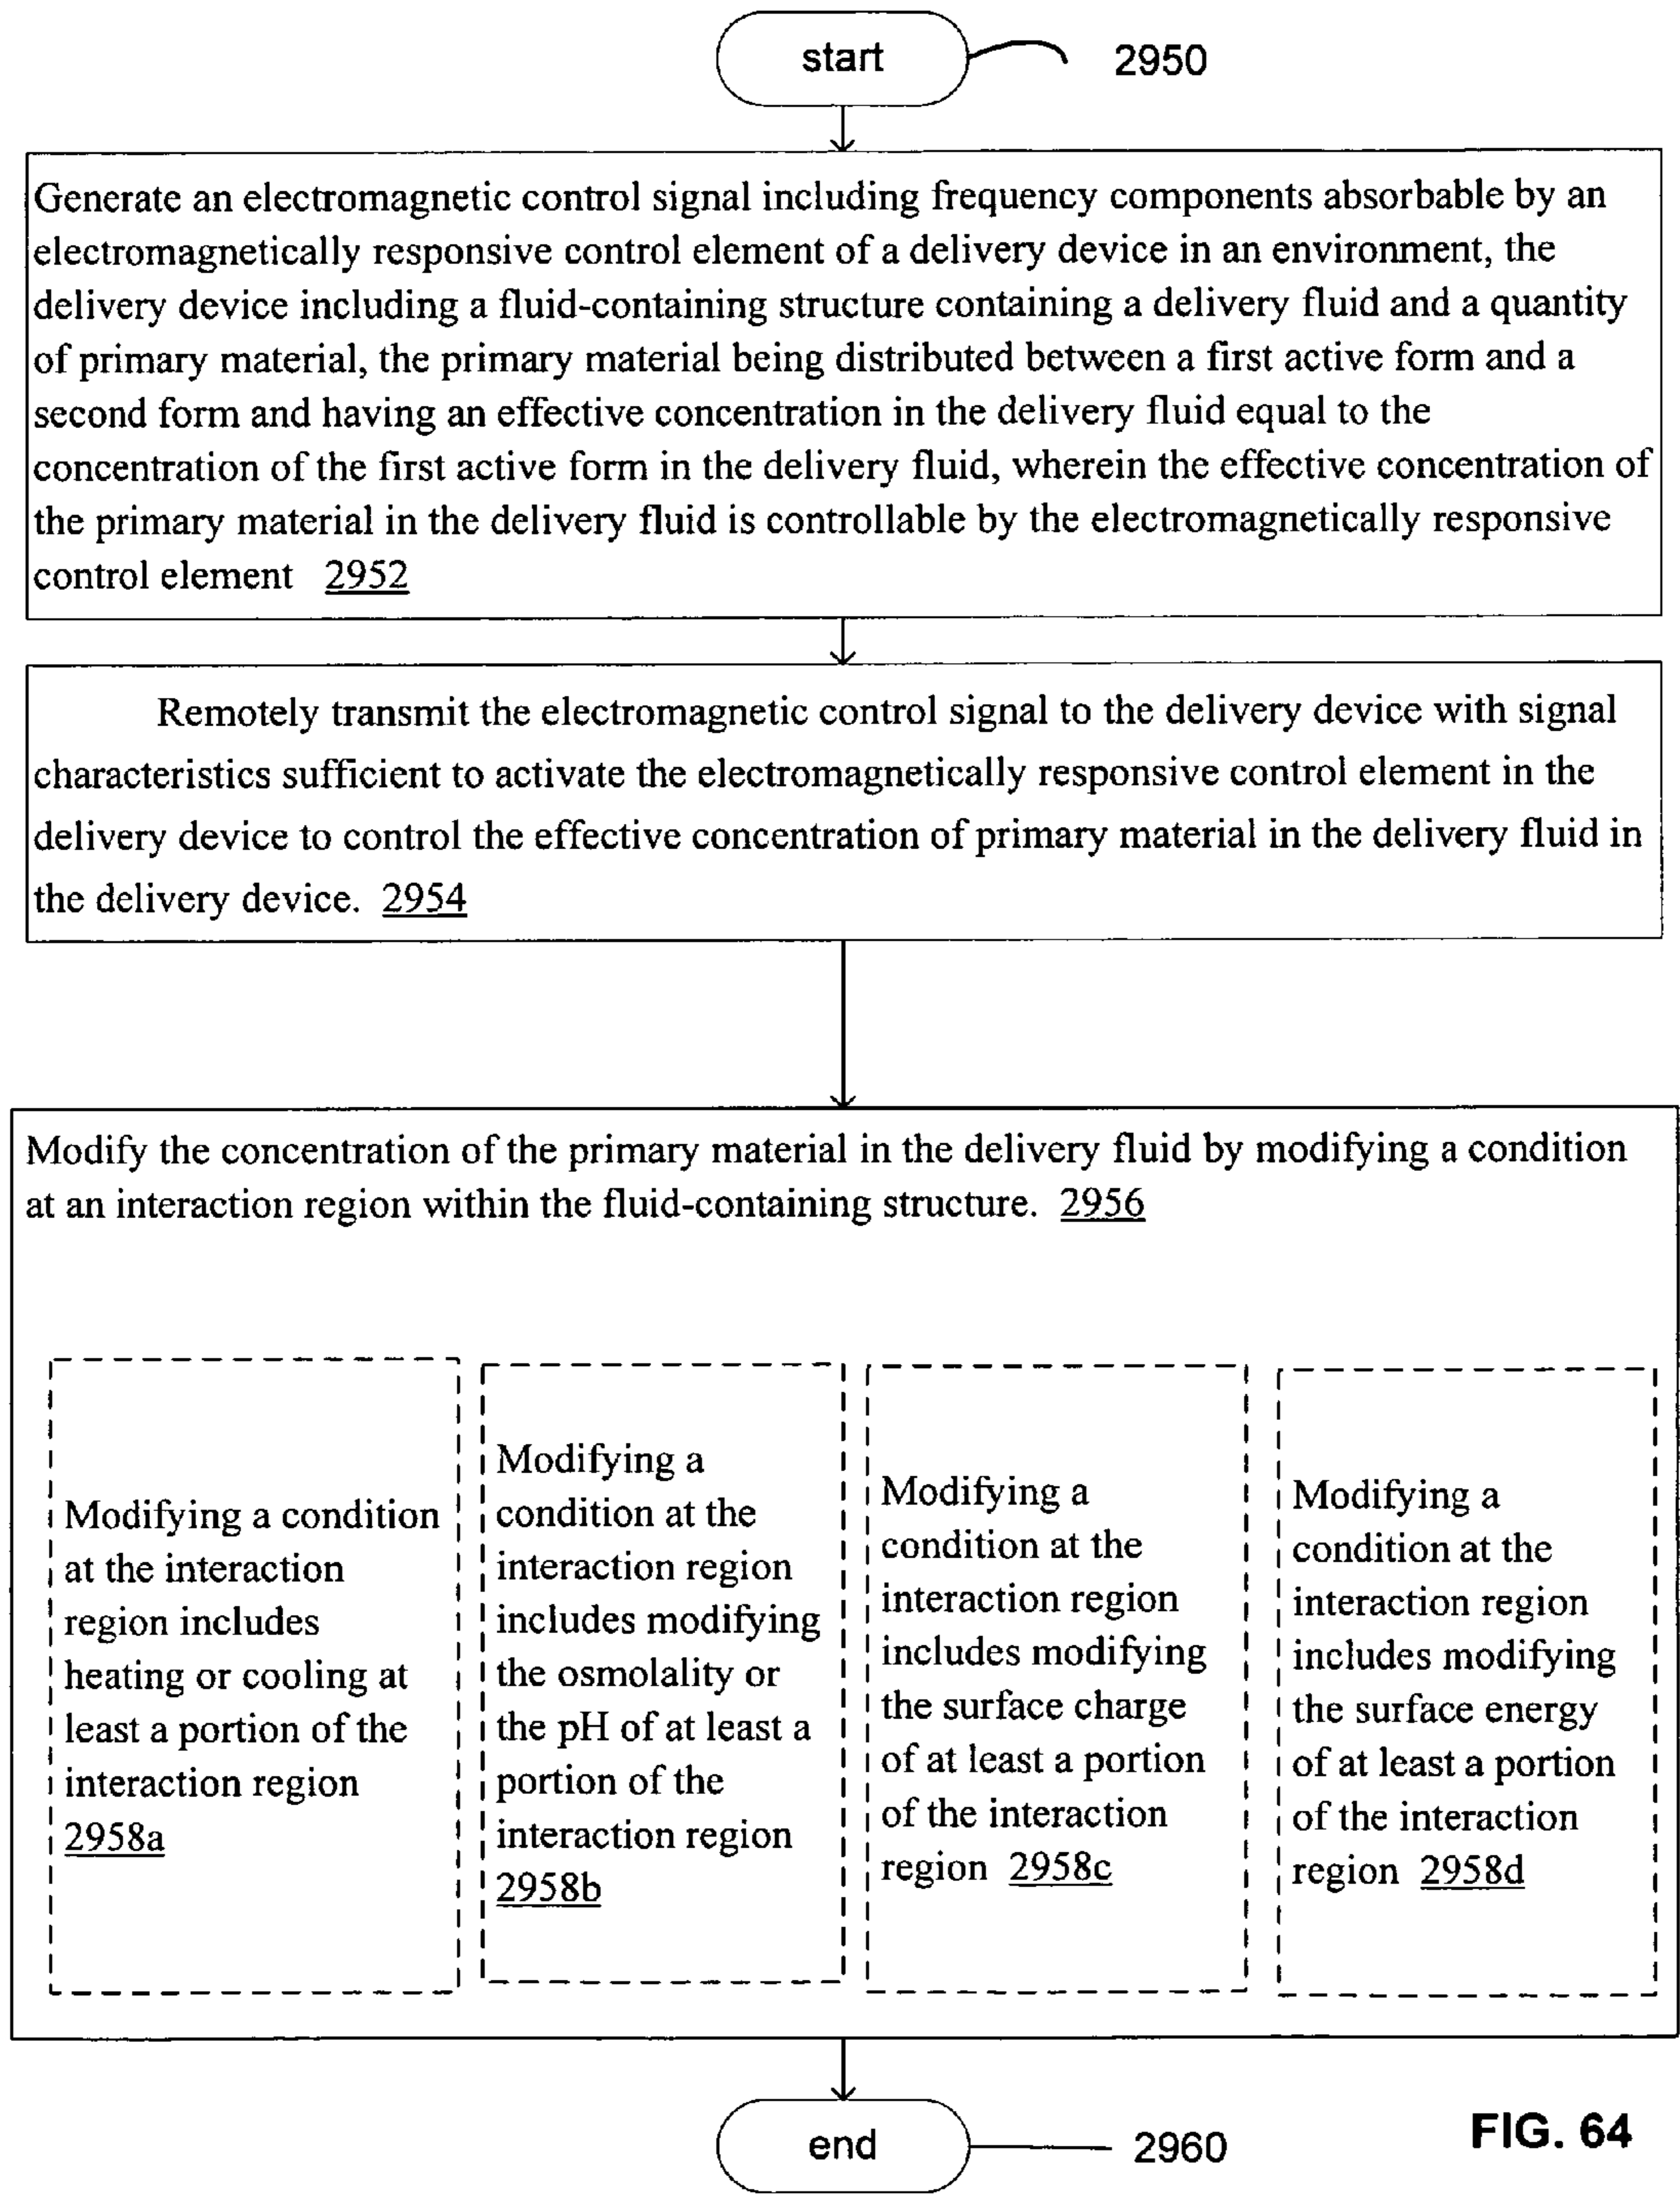 start
2950
Generate an electromagnetic control signal including frequency components absorbable by an
electromagnetically responsive control element of a delivery device in an environment, the
delivery device including a fluid-containing structure containing a delivery fluid and a quantity
of primary material, the primary material being distributed between a first active form and a
second form and having an effective concentration in the delivery fluid equal to the
concentration of the first active form in the delivery fluid, wherein the effective concentration of
the primary material in the delivery fluid is controllable by the electromagnetically responsive
control element 2952
Remotely transmit the electromagnetic control signal to the delivery device with signal
characteristics sufficient to activate the electromagnetically responsive control element in the
delivery device to control the effective concentration of primary material in the delivery fluid in
the delivery device. 2954
Modify the concentration of the primary material in the delivery fluid by modifying a condition
at an interaction region within the fluid-containing structure. 2956
Modifying a condition
at the interaction
region includes
heating or cooling at
least a portion of the
interaction region
2958a
Modifying a
condition at the
interaction region
includes modifying
the osmolality or
the pH of at least a
portion of the
interaction region
2958b
Modifying a
condition at the
interaction region
includes modifying
the surface charge
of at least a portion
of the interaction
region 2958c
Modifying a
condition at the
interaction region
includes modifying
the surface energy
of at least a portion
of the interaction
region 2958d
end
2960
FIG. 64